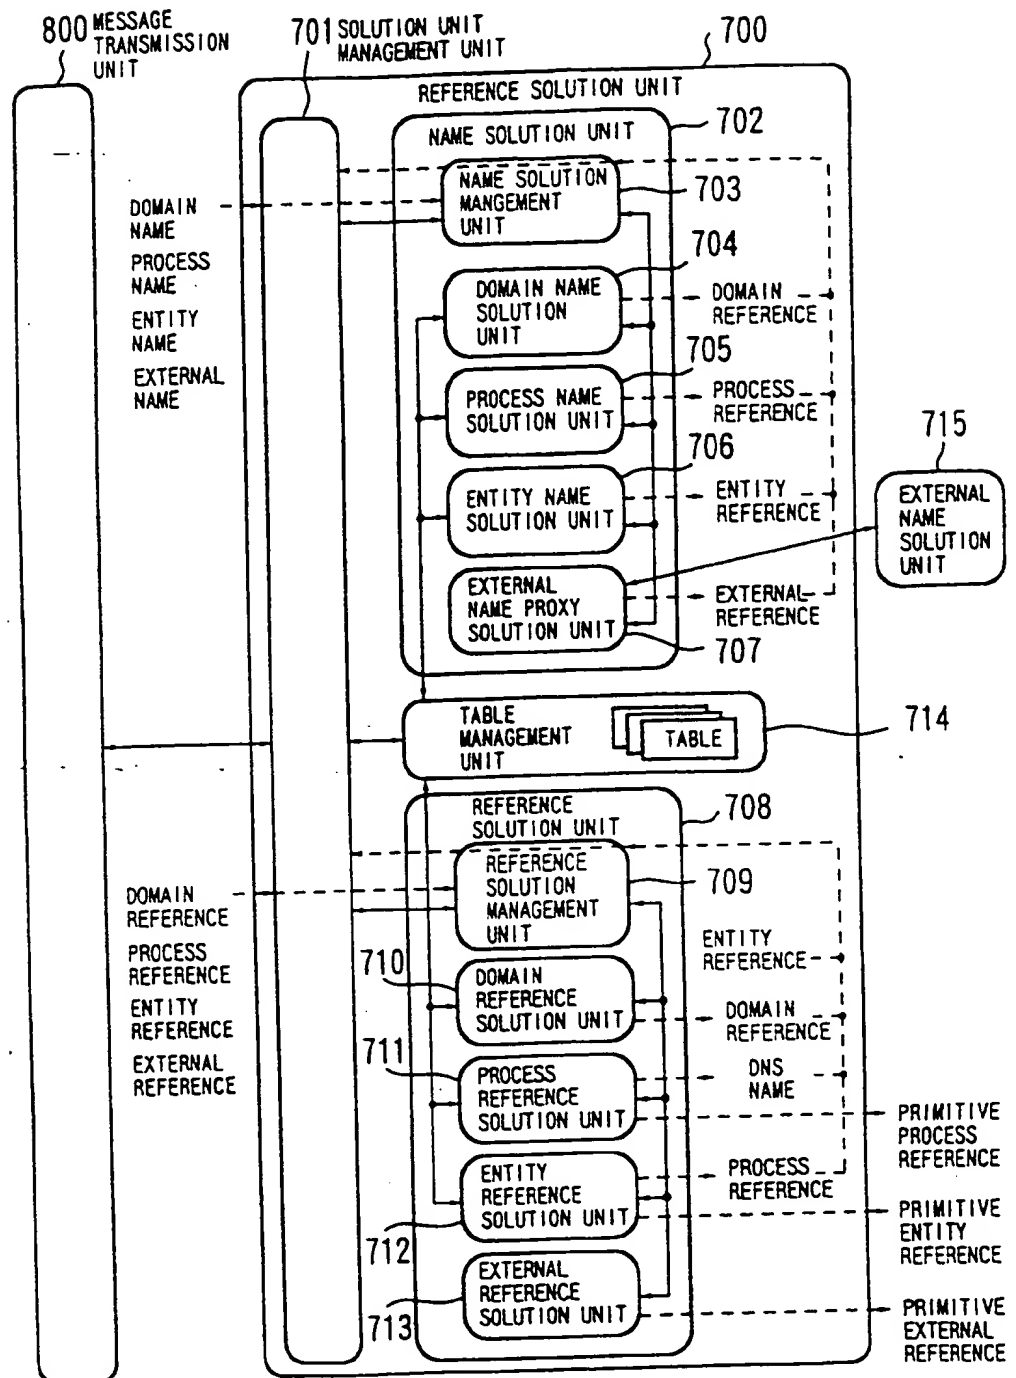 800 MESSAGE
TRANSMISSION
UNIT
701 SOLUTION UNIT
MANAGEMENT UNIT
700
REFERENCE SOLUTION UNIT
NAME SOLUTION UNIT
702
NAME SOLUTION
MANGEMENT
UNIT
703
DOMAIN
NAME
PROCESS
NAME
ENTITY
NAME
EXTERNAL
NAME
704
DOMAIN NAME
SOLUTION
UNIT
DOMAIN
REFERENCE
705
PROCESS NAME
SOLUTION UNIT
PROCESS
REFERENCE
706
ENTITY NAME
SOLUTION UNIT
ENTITY
REFERENCE
715
EXTERNAL
NAME
SOLUTION
UNIT
EXTERNAL
NAME PROXY
SOLUTION UNIT
EXTERNAL
REFERENCE
707
TABLE
MANAGEMENT
UNIT
TABLE
714
REFERENCE
SOLUTION UNIT
708
REFERENCE
SOLUTION
MANAGEMENT
UNIT
709
DOMAIN
REFERENCE
PROCESS
REFERENCE
ENTITY
REFERENCE
EXTERNAL
REFERENCE
ENTITY
REFERENCE
710
DOMAIN
REFERENCE
SOLUTION UNIT
DOMAIN
REFERENCE
711
PROCESS
REFERENCE
SOLUTION UNIT
DNS
NAME
PRIMITIVE
PROCESS
REFERENCE
ENTITY
REFERENCE
SOLUTION UNIT
712
PROCESS
REFERENCE
PRIMITIVE
ENTITY
REFERENCE
EXTERNAL
REFERENCE
SOLUTION UNIT
713
PRIMITIVE
EXTERNAL
REFERENCE